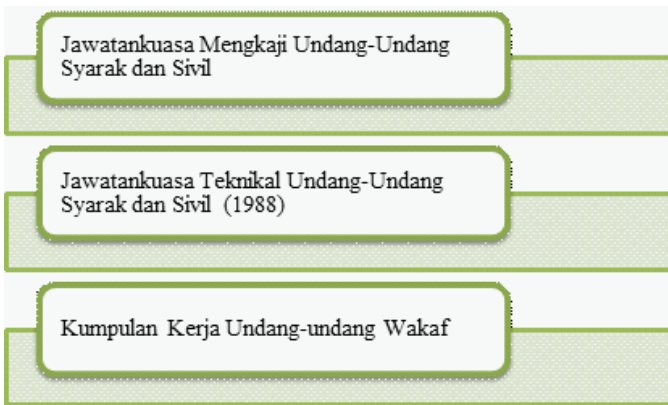 Jawatankuasa Mengkaji Undang-Undang
Syarak dan Sivil
Jawatankuasa Teknikal Undang-Undang
Syarak dan Sivil (1988)
Kumpulan Kerja Undang-undang Wakaf